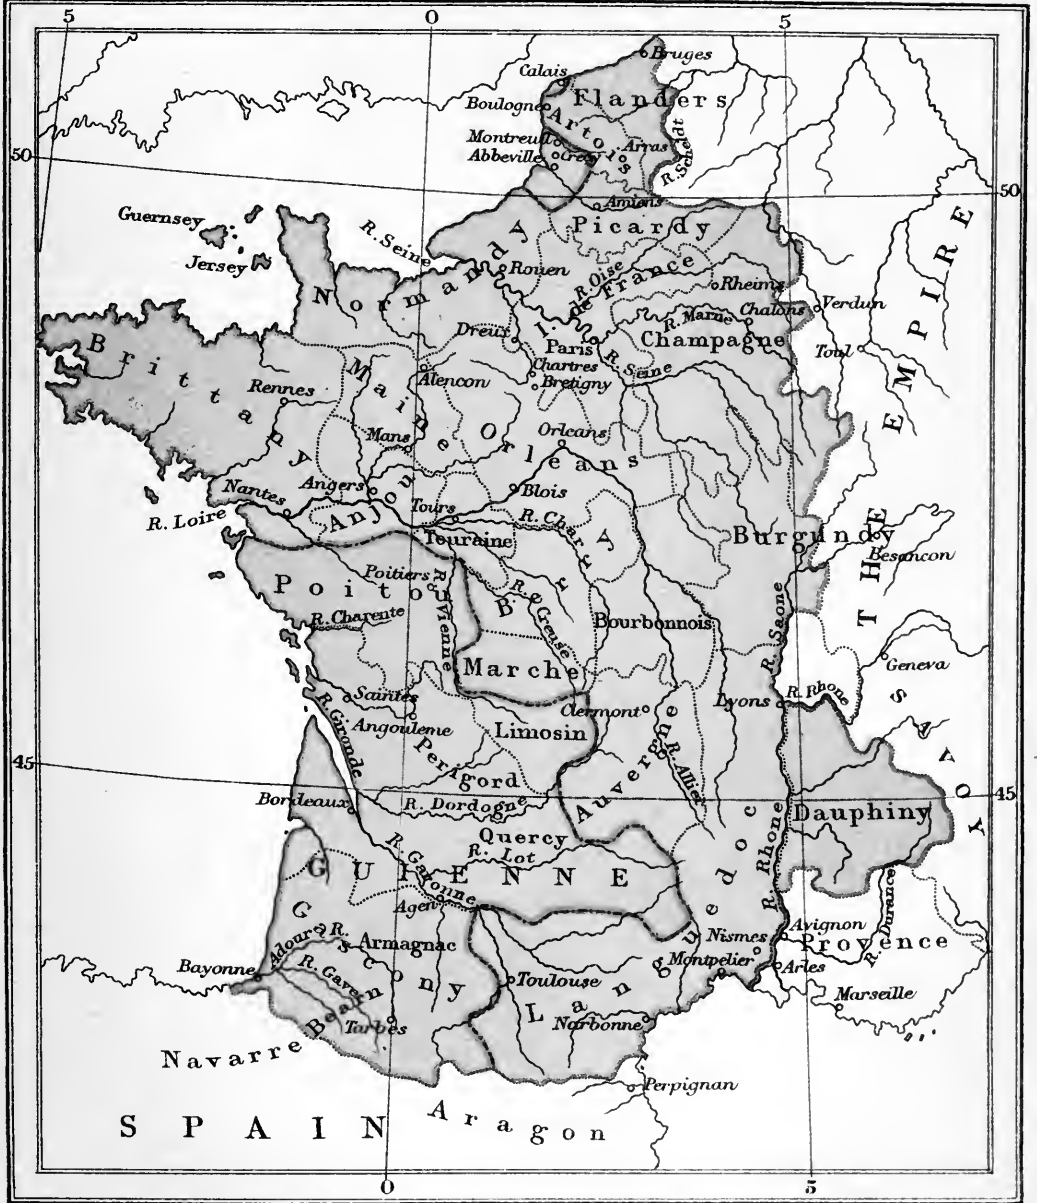 5
0
5
Bruges
Calais
Flanders
Boulogne
Artois
Montreuil
Arras
Abbeville
Crecy
R. Scheldt
50
50
Amiens
Guernsey
Picardy
R. Seine
Jersey
Rouen
R. Oise
I. de France
Rheims
Normandy
Verdun
Chalons
R. Marne
Dreux
Champagne
Paris
Toul
Brittany
Chartres
R. Seine
Maine
Alencon
Bretigny
Rennes
THE EMPIRE
Orleans
Mans
Orleans
Angers
Blois
Nantes
Anjou
Tours
R. Cher
R. Loire
Touraine
Burgundy
Besancon
Poitiers
Poitou
R. Vienne
R. Creuse
R. Charente
Bourbonnois
R. Saone
Marche
Geneva
Saintes
Clermont
Lyons
R. Rhone
SAVOY
Angouleme
Limosin
R. Gironde
Perigord
Auvergne
R. Allier
45
45
Bordeaux
R. Dordogne
Dauphiny
Quercy
R. Lot
R. Rhone
R. Garonne
GUIENNE
R. Durance
Agen
Gascony
Languedoc
Avignon
Adour R.
Armagnac
Nismes
Provence
Bayonne
R. Gave
Montpelier
Arles
Toulouse
Marseille
Bearn
Tarbes
Narbonne
Navarre
Perpignan
SPAIN
Aragon
0
5